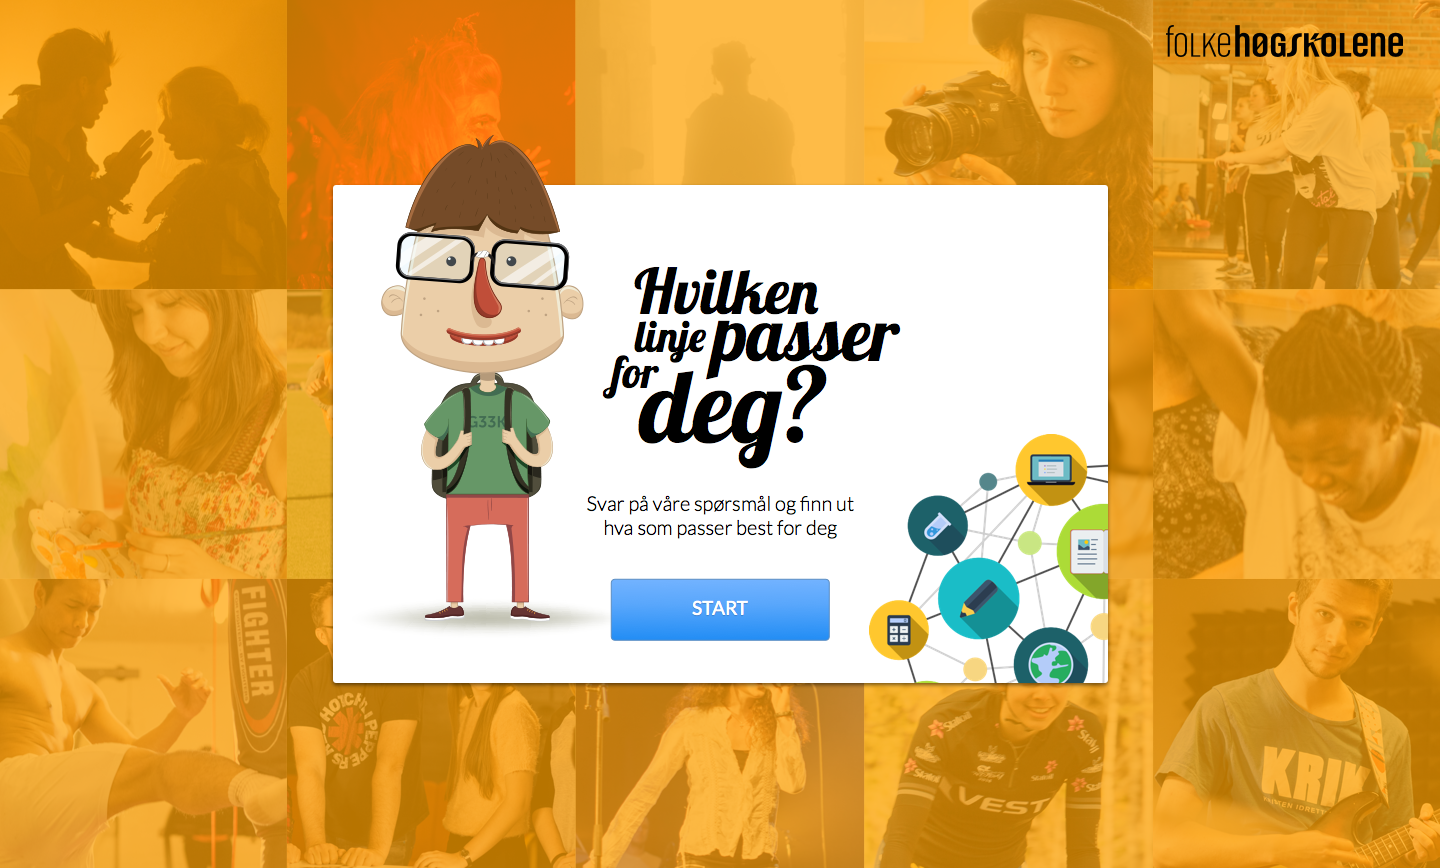 FOLKEHØGSKOLENE
Hvilken
linje passer
for
deg?
G33K
Svar på våre spørsmål og finn ut
hva som passer best for deg
START
FIGHTER
VEST
KRIK